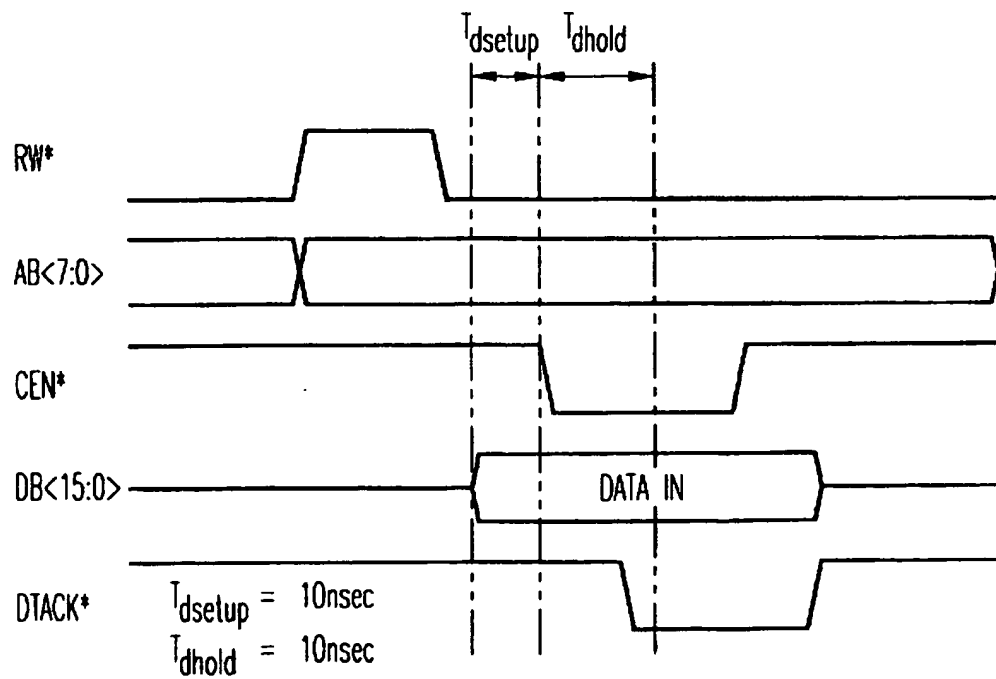 Tdsetup Tdhold
RW*
AB<7:0>
CEN*
DB<15:0> DATA IN
DTACK*
Tdsetup = 10nsec
Tdhold = 10nsec